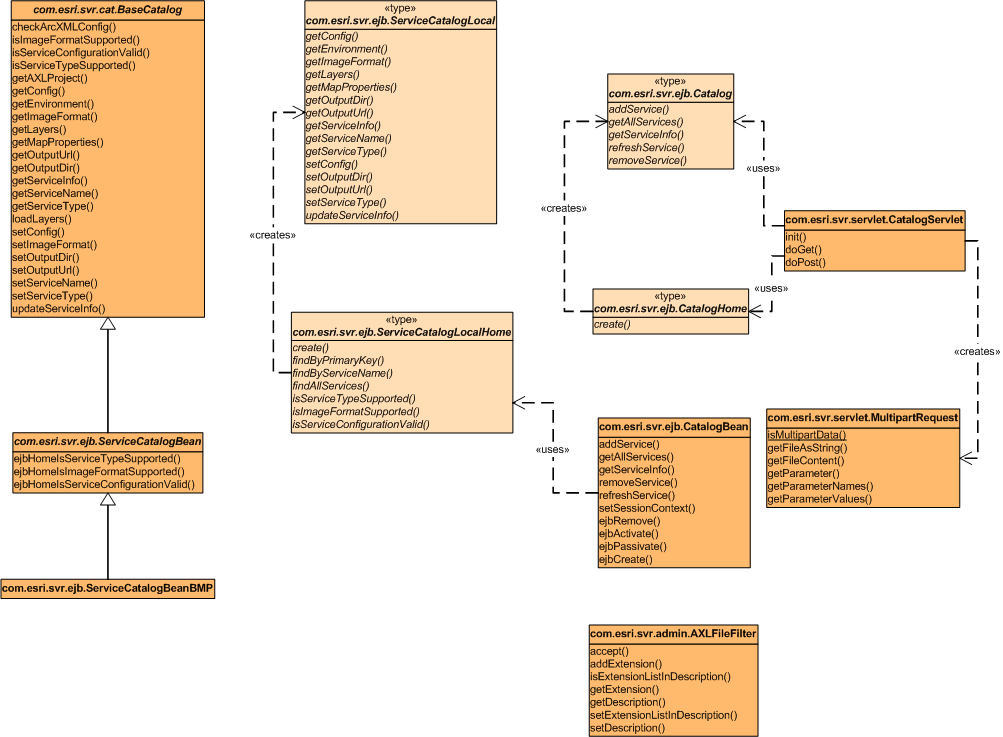 com.esri.svr.cat.BaseCatalog
checkArcXMLConfig()
isImageFormatSupported()
isServiceConfigurationValid()
isServiceTypeSupported()
getAXLProject()
getConfig()
getEnvironment()
getImageFormat()
getLayers()
getMapProperties()
getOutputUrl()
getOutputDir()
getServiceInfo()
getServiceName()
getServiceType()
loadLayers()
setConfig()
setImageFormat()
setOutputDir()
setOutputUrl()
setServiceName()
setServiceType()
updateServiceInfo()
com.esri.svr.ejb.ServiceCatalogBean
ejbHomeIsServiceTypeSupported()
ejbHomeIsImageFormatSupported()
ejbHomeIsServiceConfigurationValid()
com.esri.svr.ejb.ServiceCatalogBeanBMP
«type»
com.esri.svr.ejb.ServiceCatalogLocal
getConfig()
getEnvironment()
getImageFormat()
getLayers()
getMapProperties()
getOutputDir()
getOutputUrl()
getServiceInfo()
getServiceName()
getServiceType()
setConfig()
setOutputDir()
setOutputUrl()
setServiceType()
updateServiceInfo()
«creates»
«type»
com.esri.svr.ejb.ServiceCatalogLocalHome
create()
findByPrimaryKey()
findByServiceName()
findAllServices()
isServiceTypeSupported()
isImageFormatSupported()
isServiceConfigurationValid()
«uses»
«type»
com.esri.svr.ejb.Catalog
addService()
getAllServices()
getServiceInfo()
refreshService()
removeService()
«uses»
«creates»
com.esri.svr.servlet.CatalogServlet
init()
doGet()
doPost()
«uses»
«type»
com.esri.svr.ejb.CatalogHome
create()
«creates»
com.esri.svr.ejb.CatalogBean
addService()
getAllServices()
getServiceInfo()
removeService()
refreshService()
setSessionContext()
ejbRemove()
ejbActivate()
ejbPassivate()
ejbCreate()
com.esri.svr.servlet.MultipartRequest
isMultipartData()
getFileAsString()
getFileContent()
getParameter()
getParameterNames()
getParameterValues()
com.esri.svr.admin.AXLFileFilter
accept()
addExtension()
isExtensionListInDescription()
getExtension()
getDescription()
setExtensionListInDescription()
setDescription()